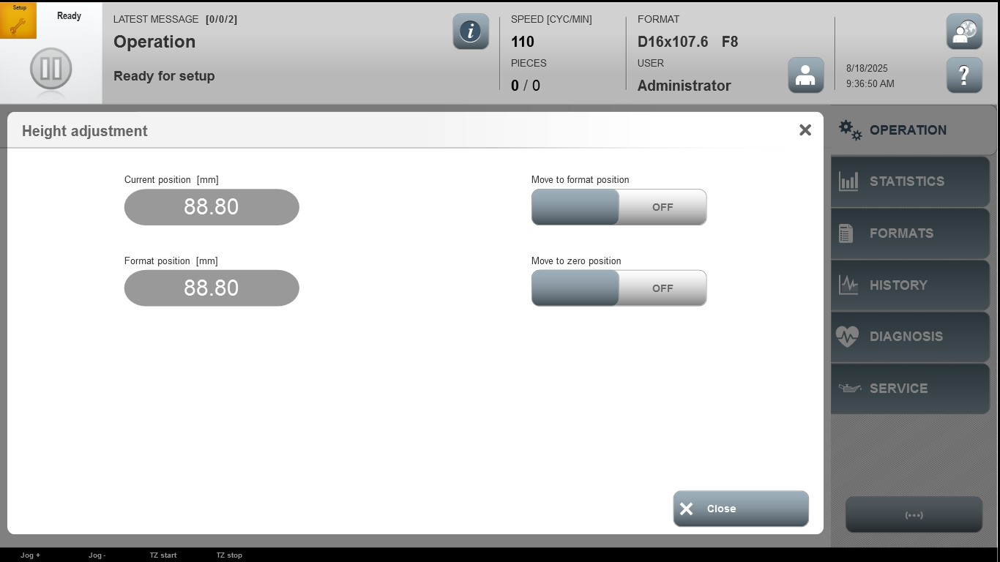 Setup
Ready
LATEST MESSAGE [0/0/2]
Operation
Ready for setup
SPEED [CYC/MIN]
110
PIECES
0 / 0
FORMAT
D16x107.6 F8
USER
Administrator
8/18/2025
9:36:50 AM
?
Height adjustment
Current position [mm]
88.80
Format position [mm]
88.80
Move to format position
OFF
Move to zero position
OFF
Close
OPERATION
STATISTICS
FORMATS
HISTORY
DIAGNOSIS
SERVICE
(•••)
Jog + Jog - TZ start TZ stop